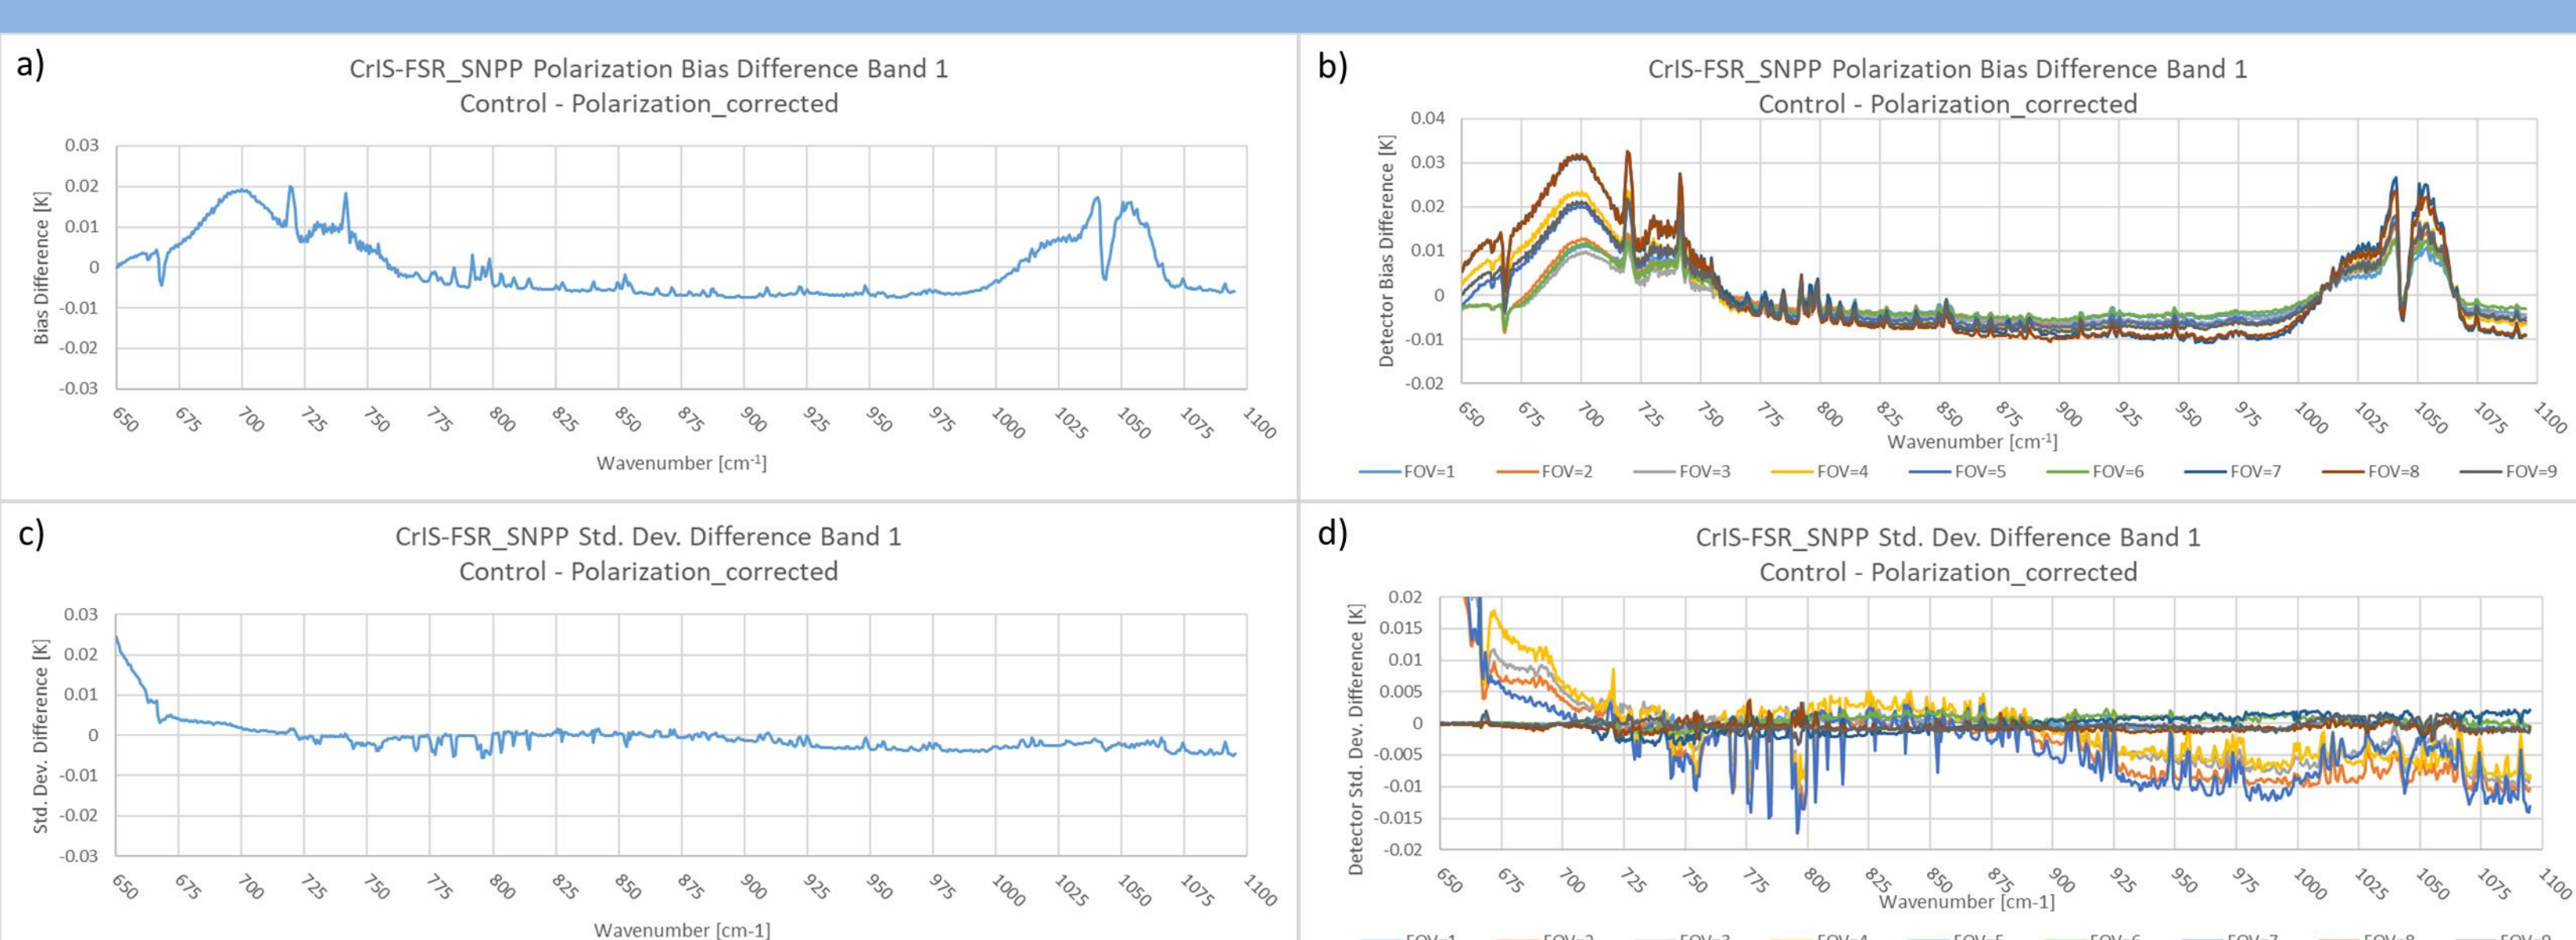 a)
CrIS-FSR_SNPP Polarization Bias Difference Band 1
Control - Polarization_corrected
Bias Difference [K]
0.03
0.02
0.01
0
-0.01
-0.02
-0.03
650 675 700 725 750 775 800 825 850 875 900 925 950 975 1000 1025 1050 1075 1100
Wavenumber [cm-1]
b)
CrIS-FSR_SNPP Polarization Bias Difference Band 1
Control - Polarization_corrected
Detector Bias Difference [K]
0.04
0.03
0.02
0.01
0
-0.01
-0.02
650 675 700 725 750 775 800 825 850 875 900 925 950 975 1000 1025 1050 1075 1100
Wavenumber [cm-1]
FOV=1 FOV=2 FOV=3 FOV=4 FOV=5 FOV=6 FOV=7 FOV=8 FOV=9
c)
CrIS-FSR_SNPP Std. Dev. Difference Band 1
Control - Polarization_corrected
Std. Dev. Difference [K]
0.03
0.02
0.01
0
-0.01
-0.02
-0.03
650 675 700 725 750 775 800 825 850 875 900 925 950 975 1000 1025 1050 1075 1100
Wavenumber [cm-1]
d)
CrIS-FSR_SNPP Std. Dev. Difference Band 1
Control - Polarization_corrected
Detector Std. Dev. Difference [K]
0.02
0.015
0.01
0.005
0
-0.005
-0.01
-0.015
-0.02
650 675 700 725 750 775 800 825 850 875 900 925 950 975 1000 1025 1050 1075 1100
Wavenumber [cm-1]